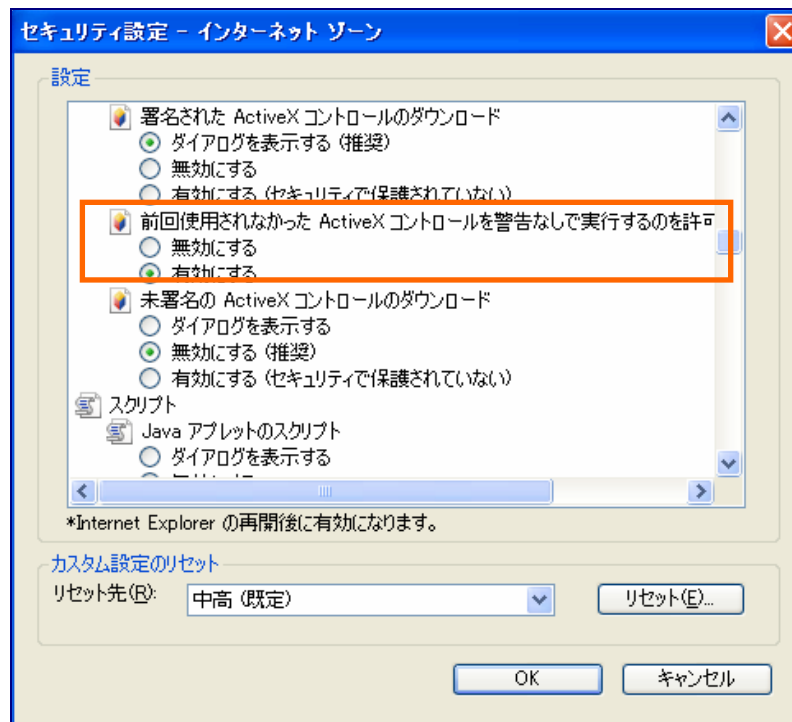 セキュリティ設定 - インターネット ゾーン
設定
署名された ActiveX コントロールのダウンロード
ダイアログを表示する (推奨)
無効にする
有効にする (セキュリティで保護されていない)
前回使用されなかった ActiveX コントロールを警告なしで実行するのを許可
無効にする
有効にする
未署名の ActiveX コントロールのダウンロード
ダイアログを表示する
無効にする (推奨)
有効にする (セキュリティで保護されていない)
スクリプト
Java アプレットのスクリプト
ダイアログを表示する
*Internet Explorer の再開後に有効になります。
カスタム設定のリセット
リセット先(R): 中高 (既定) リセット(E)...
OK キャンセル